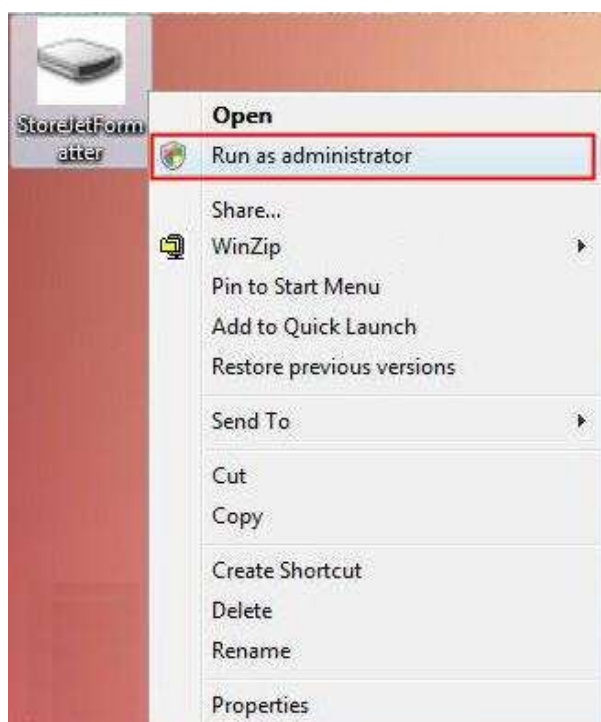 StoreJetForm
atter
Open
Run as administrator
Share...
WinZip
Pin to Start Menu
Add to Quick Launch
Restore previous versions
Send To
Cut
Copy
Create Shortcut
Delete
Rename
Properties